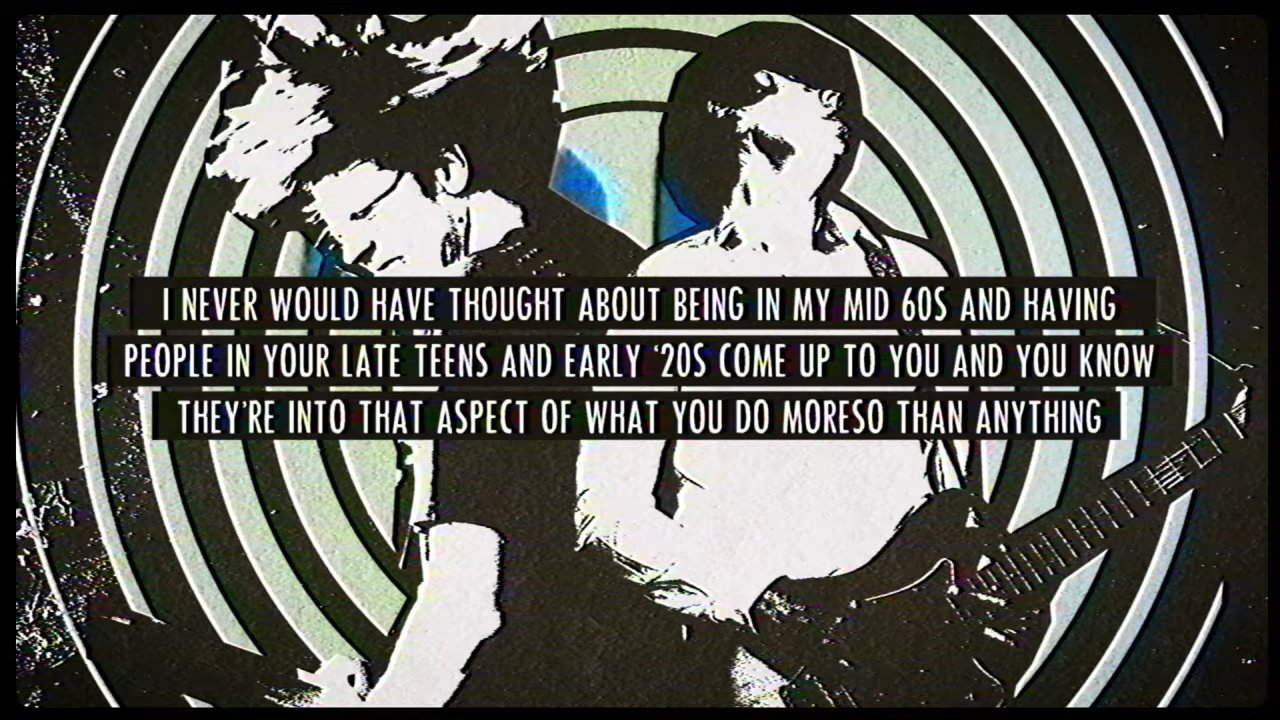 I NEVER WOULD HAVE THOUGHT ABOUT BEING IN MY MID 60S AND HAVING
PEOPLE IN YOUR LATE TEENS AND EARLY ‘20S COME UP TO YOU AND YOU KNOW
THEY’RE INTO THAT ASPECT OF WHAT YOU DO MORESO THAN ANYTHING